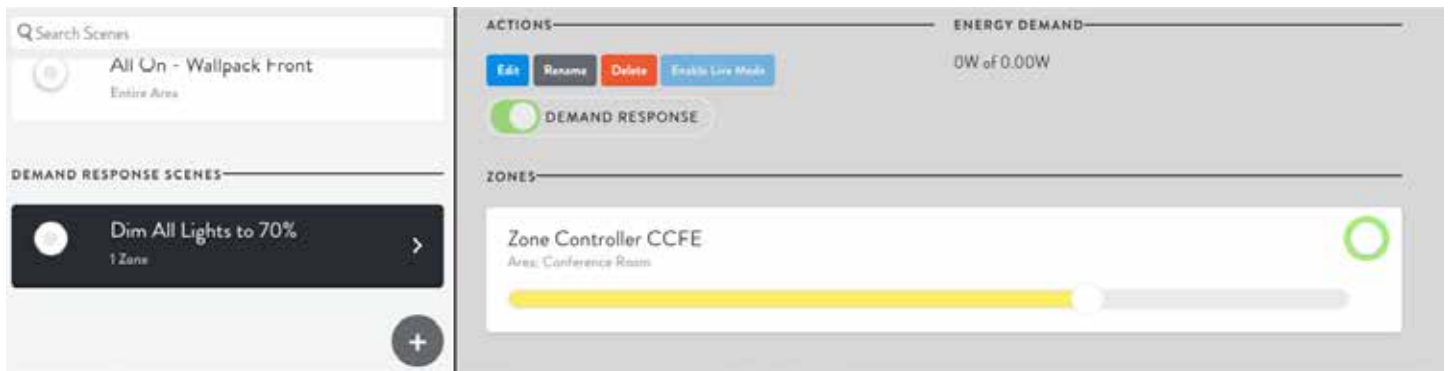 Search Scenes
All On - Wallpack Front
Entire Area
DEMAND RESPONSE SCENES
Dim All Lights to 70%
1 Zone
+
ACTIONS
Edit Rename Delete Enable Live Mode
DEMAND RESPONSE
ENERGY DEMAND
0W of 0.00W
ZONES
Zone Controller CCFE
Area: Conference Room